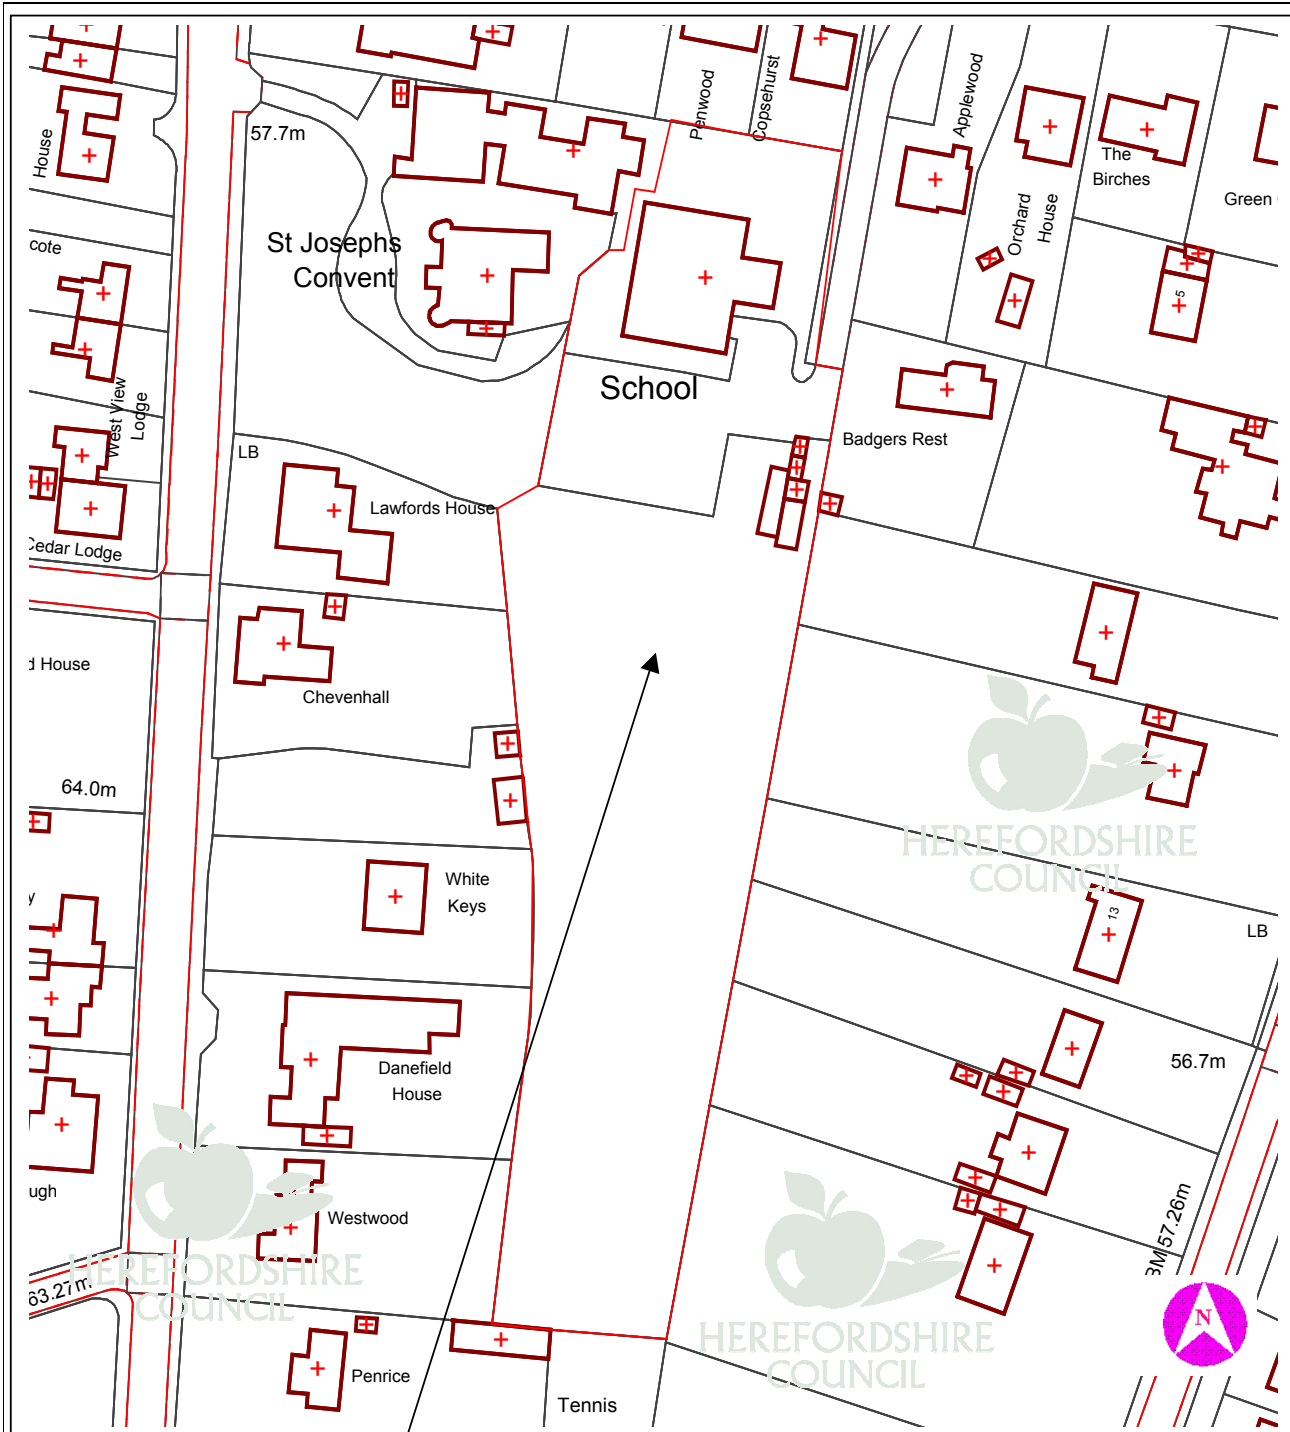 57.7m
House
Penwood
Copsehurst
Applewood
The
Birches
Orchard
House
Green
cote
St Josephs
Convent
5
School
West View
Lodge
LB
Lawfords House
Badgers Rest
Cedar Lodge
d House
Chevenhall
64.0m
HEREFORDSHIRE
COUNCIL
White
Keys
y
13
LB
Danefield
House
56.7m
ugh
Westwood
BM 57.26m
HEREFORDSHIRE
COUNCIL
63.27m
N
HEREFORDSHIRE
COUNCIL
Penrice
Tennis